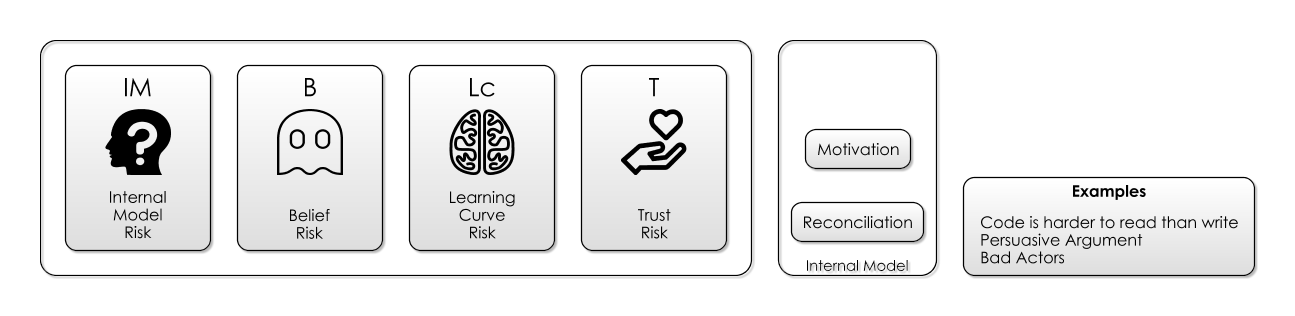 IM
Internal
Model
Risk
B
Belief
Risk
Lc
Learning
Curve
Risk
T
Trust
Risk
Motivation
Reconciliation
Internal Model
Examples
Code is harder to read than write
Persuasive Argument
Bad Actors